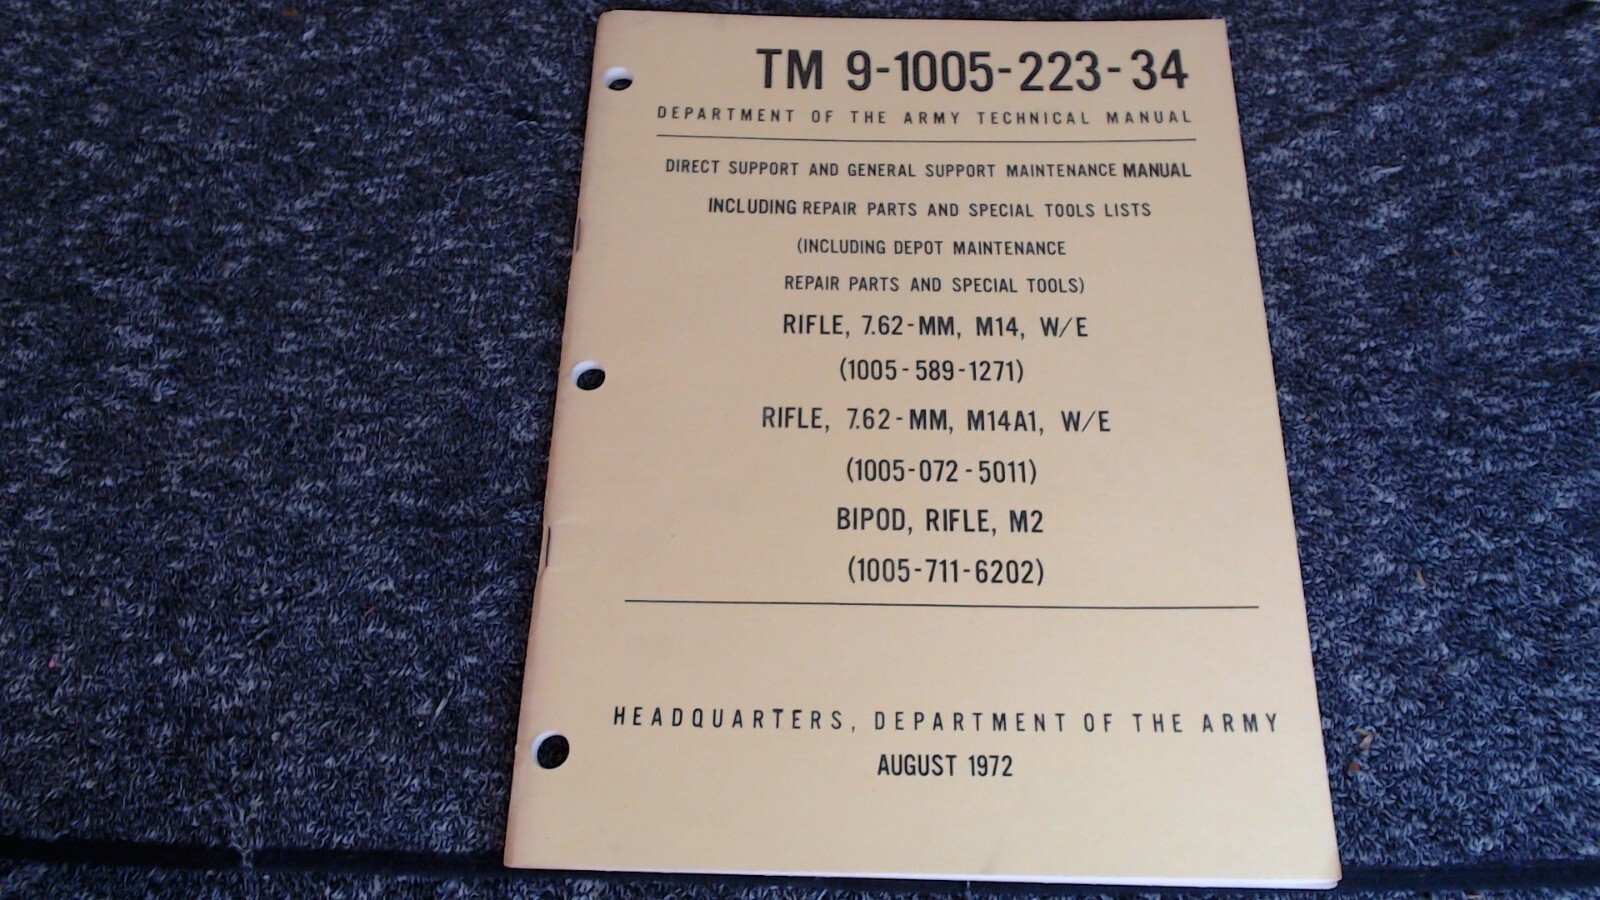 TM 9-1005-223-34
DEPARTMENT OF THE ARMY TECHNICAL MANUAL
DIRECT SUPPORT AND GENERAL SUPPORT MAINTENANCE MANUAL
INCLUDING REPAIR PARTS AND SPECIAL TOOLS LISTS
(INCLUDING DEPOT MAINTENANCE
REPAIR PARTS AND SPECIAL TOOLS)
RIFLE, 7.62-MM, M14, W/E
(1005-589-1271)
RIFLE, 7.62-MM, M14A1, W/E
(1005-072-5011)
BIPOD, RIFLE, M2
(1005-711-6202)
HEADQUARTERS, DEPARTMENT OF THE ARMY
AUGUST 1972